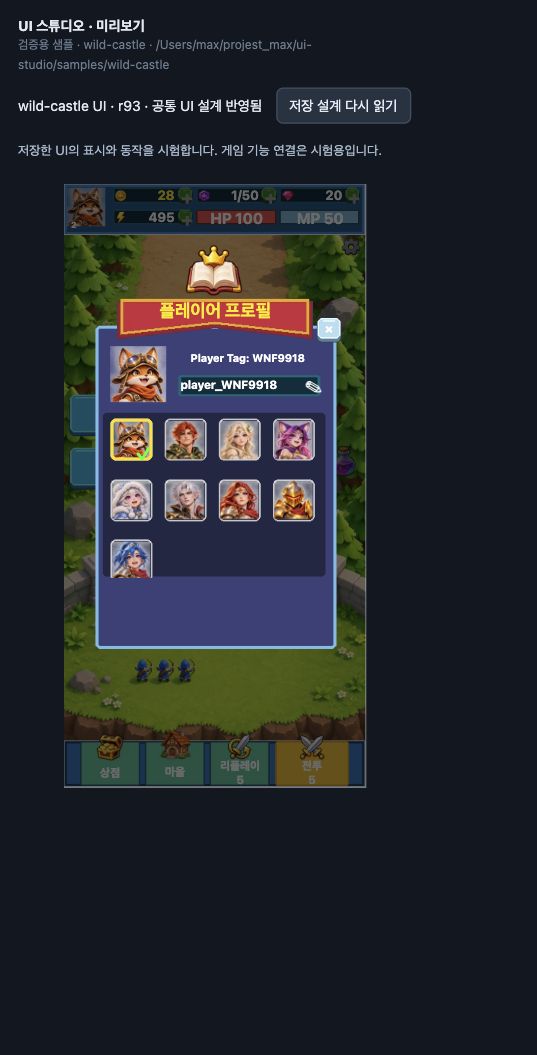 UI 스튜디오 · 미리보기
검증용 샘플 · wild-castle · /Users/max/projest_max/ui-
studio/samples/wild-castle
wild-castle UI · r93 · 공통 UI 설계 반영됨
저장 설계 다시 읽기
저장한 UI의 표시와 동작을 시험합니다. 게임 기능 연결은 시험용입니다.
28
1/50
20
2
495
HP 100
MP 50
플레이어 프로필
Player Tag: WNF9918
player_WNF9918
상점
마을
리플레이
5
전투
5